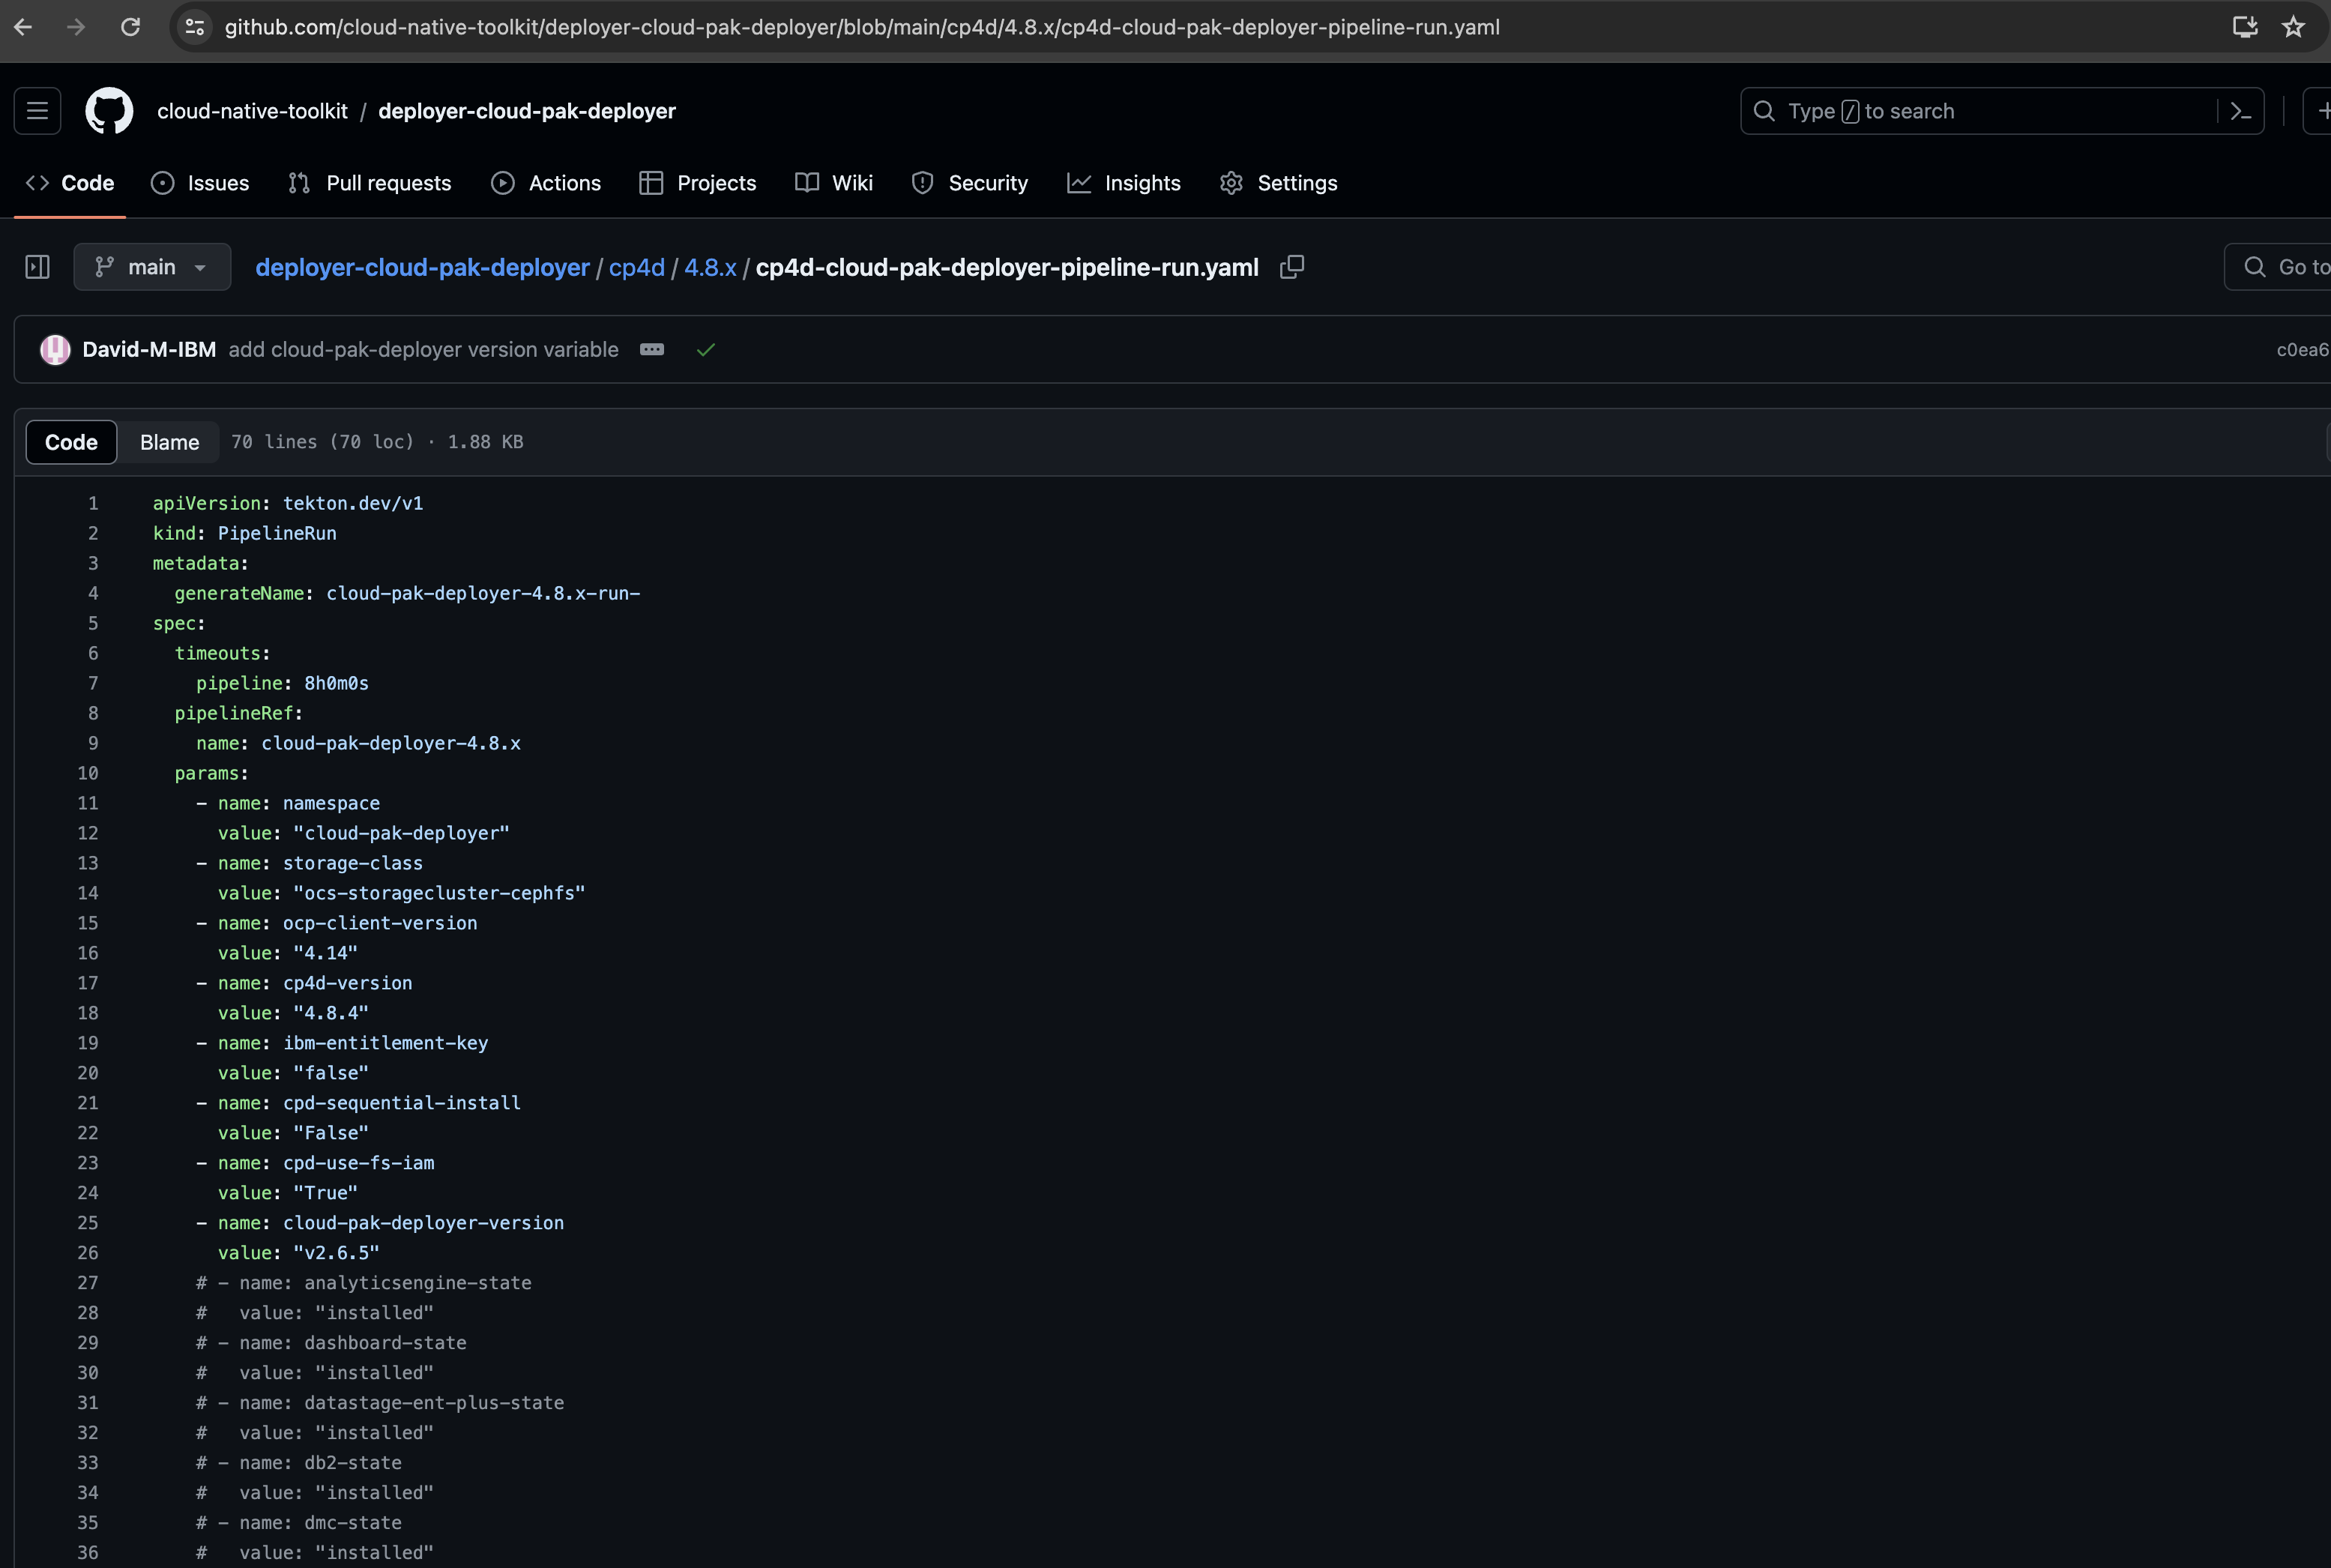 github.com/cloud-native-toolkit/deployer-cloud-pak-deployer/blob/main/cp4d/4.8.x/cp4d-cloud-pak-deployer-pipeline-run.yaml
cloud-native-toolkit / deployer-cloud-pak-deployer
Type / to search
Code Issues Pull requests Actions Projects Wiki Security Insights Settings
main deployer-cloud-pak-deployer / cp4d / 4.8.x / cp4d-cloud-pak-deployer-pipeline-run.yaml
Go to
David-M-IBM add cloud-pak-deployer version variable
c0ea6
Code Blame 70 lines (70 loc) · 1.88 KB
1 apiVersion: tekton.dev/v1
2 kind: PipelineRun
3 metadata:
4   generateName: cloud-pak-deployer-4.8.x-run-
5 spec:
6   timeouts:
7     pipeline: 8h0m0s
8   pipelineRef:
9     name: cloud-pak-deployer-4.8.x
10   params:
11     - name: namespace
12       value: "cloud-pak-deployer"
13     - name: storage-class
14       value: "ocs-storagecluster-cephfs"
15     - name: ocp-client-version
16       value: "4.14"
17     - name: cp4d-version
18       value: "4.8.4"
19     - name: ibm-entitlement-key
20       value: "false"
21     - name: cpd-sequential-install
22       value: "False"
23     - name: cpd-use-fs-iam
24       value: "True"
25     - name: cloud-pak-deployer-version
26       value: "v2.6.5"
27     # - name: analyticsengine-state
28     #   value: "installed"
29     # - name: dashboard-state
30     #   value: "installed"
31     # - name: datastage-ent-plus-state
32     #   value: "installed"
33     # - name: db2-state
34     #   value: "installed"
35     # - name: dmc-state
36     #   value: "installed"